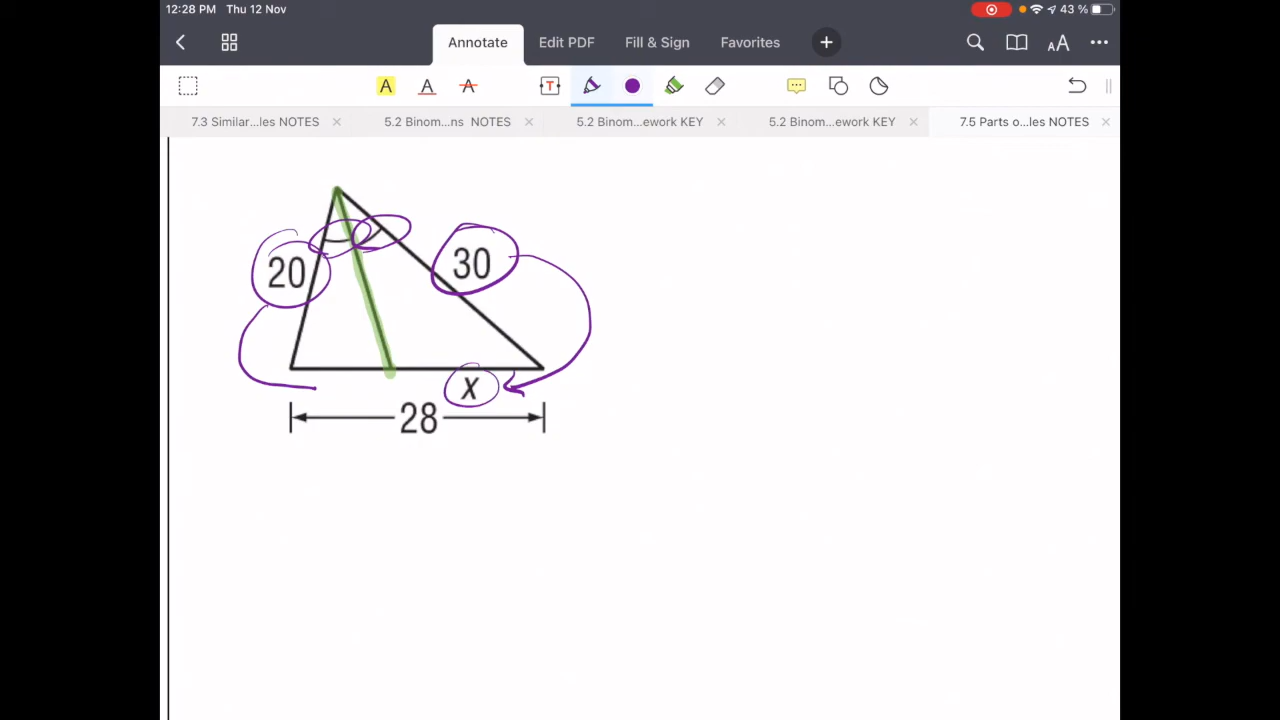 12:28 PM Thu 12 Nov 43 %
Annotate Edit PDF Fill & Sign Favorites
A A A T AA
7.3 Similar...les NOTES 5.2 Binom...ns NOTES 5.2 Binom...ework KEY 5.2 Binom...ework KEY 7.5 Parts o...les NOTES
20 30
x
28